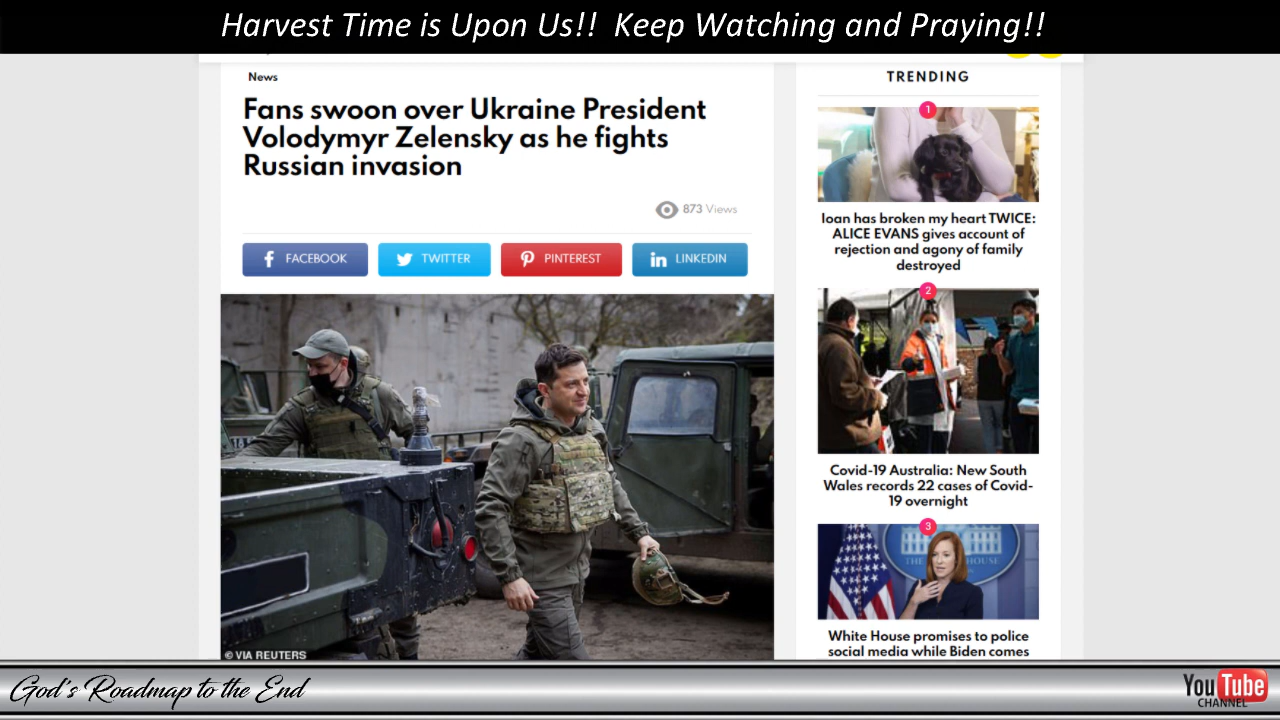 Harvest Time is Upon Us!!  Keep Watching and Praying!!
News
Fans swoon over Ukraine President
Volodymyr Zelensky as he fights
Russian invasion
873 Views
FACEBOOK
TWITTER
PINTEREST
LINKEDIN
© VIA REUTERS
TRENDING
1
Ioan has broken my heart TWICE:
ALICE EVANS gives account of
rejection and agony of family
destroyed
2
Covid-19 Australia: New South
Wales records 22 cases of Covid-
19 overnight
3
THE
HOUSE
White House promises to police
social media while Biden comes
God's Roadmap to the End
YouTube
CHANNEL